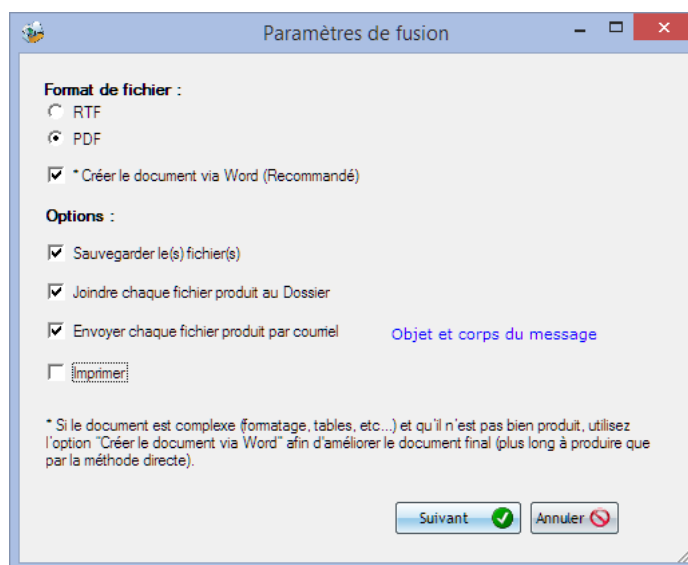 Paramètres de fusion
Format de fichier :
RTF
PDF
* Créer le document via Word (Recommandé)
Options :
Sauvegarder le(s) fichier(s)
Joindre chaque fichier produit au Dossier
Envoyer chaque fichier produit par courriel Objet et corps du message
Imprimer
* Si le document est complexe (formatage, tables, etc...) et qu'il n'est pas bien produit, utilisez
l'option "Créer le document via Word" afin d'améliorer le document final (plus long à produire que
par la méthode directe).
Suivant Annuler